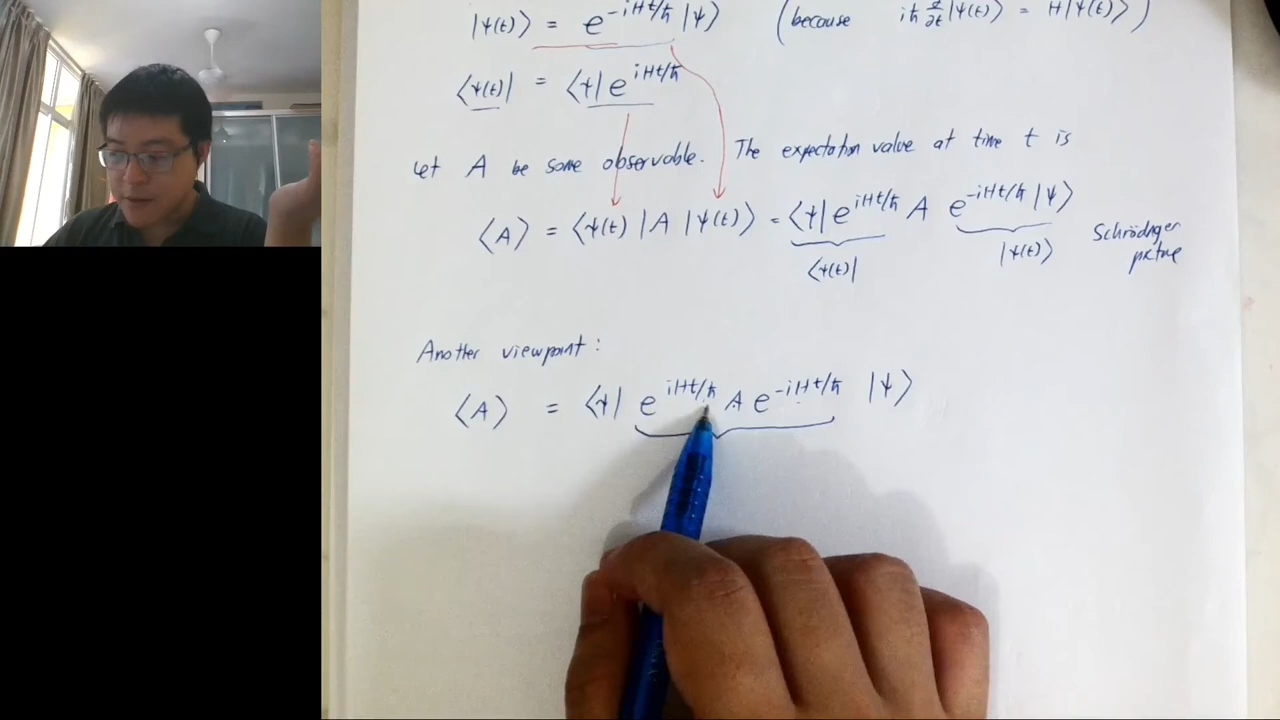 |Ψ(t)⟩ = e^{-iHt/ħ} |Ψ⟩ (because iħ ∂/∂t |Ψ(t)⟩ = H|Ψ(t)⟩)
⟨Ψ(t)| = ⟨Ψ| e^{iHt/ħ}
Let A be some observable. The expectation value at time t is
⟨A⟩ = ⟨Ψ(t) | A | Ψ(t)⟩ = ⟨Ψ| e^{iHt/ħ} A e^{-iHt/ħ} |Ψ⟩
⟨Ψ(t)| |Ψ(t)⟩ Schrödinger
picture
Another viewpoint:
⟨A⟩ = ⟨Ψ| e^{iHt/ħ} A e^{-iHt/ħ} |Ψ⟩